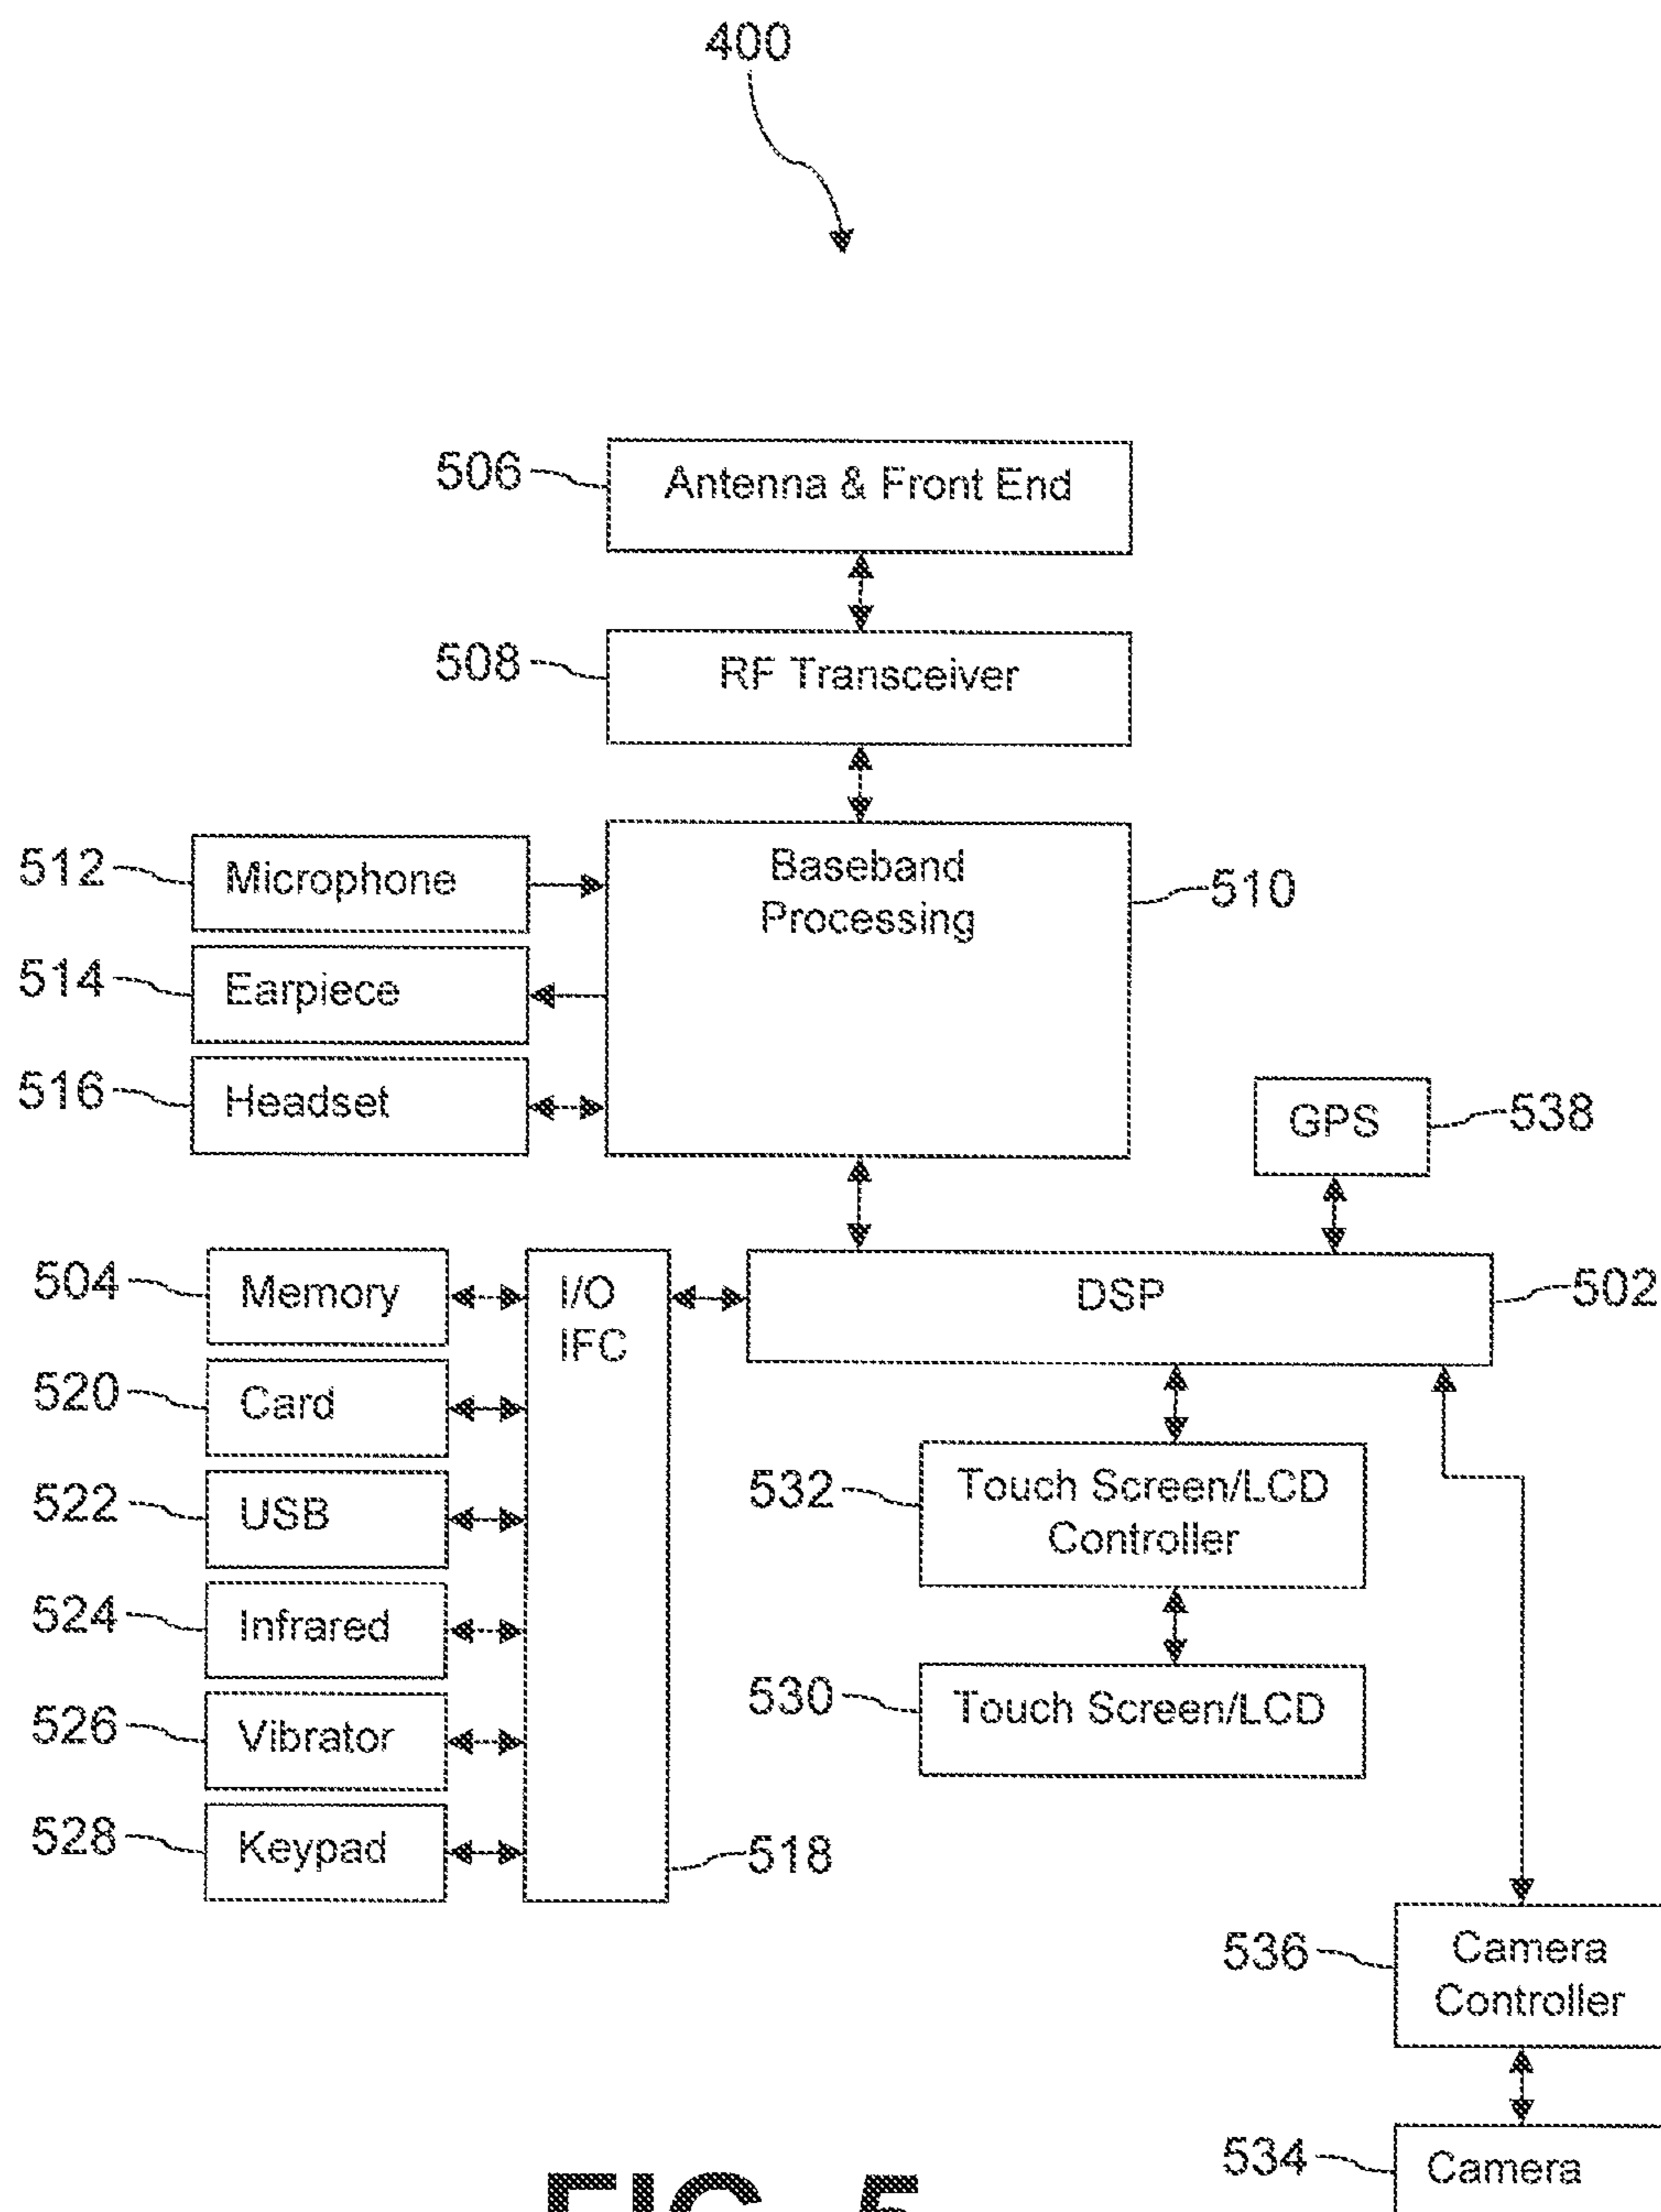 400
506
Antenna & Front End
508
RF Transceiver
512
Microphone
Baseband
Processing
510
514
Earpiece
516
Headset
GPS
538
504
Memory
I/O
IFC
DSP
502
520
Card
522
USB
532
Touch Screen/LCD
Controller
524
Infrared
526
Vibrator
530
Touch Screen/LCD
528
Keypad
518
536
Camera
Controller
534
Camera
FIG. 5